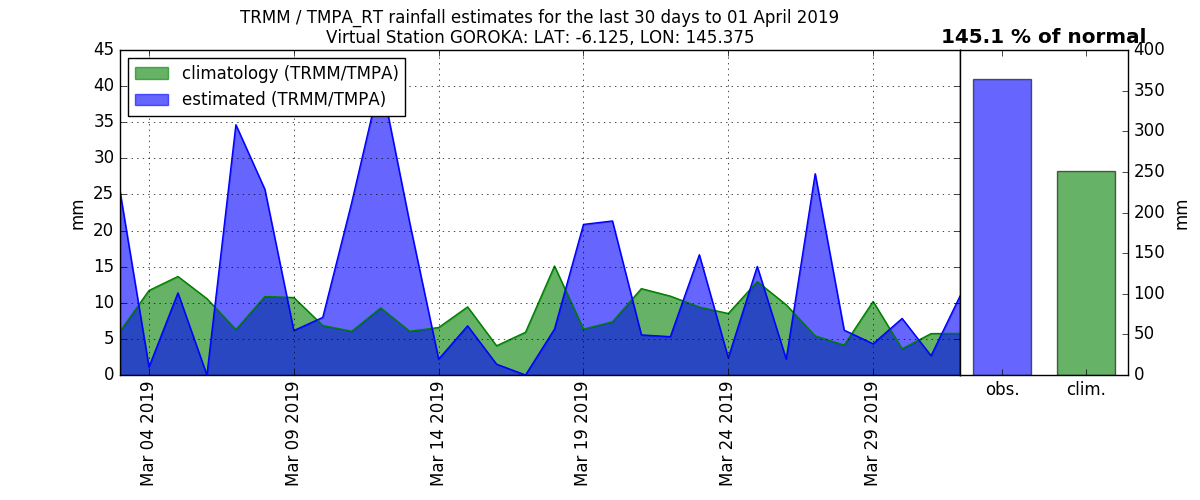 TRMM / TMPA_RT rainfall estimates for the last 30 days to 01 April 2019
Virtual Station GOROKA: LAT: -6.125, LON: 145.375
145.1 % of normal
climatology (TRMM/TMPA)
estimated (TRMM/TMPA)
mm
45
40
35
30
25
20
15
10
5
0
Mar 04 2019
Mar 09 2019
Mar 14 2019
Mar 19 2019
Mar 24 2019
Mar 29 2019
400
350
300
250
200
150
100
50
0
mm
obs.
clim.